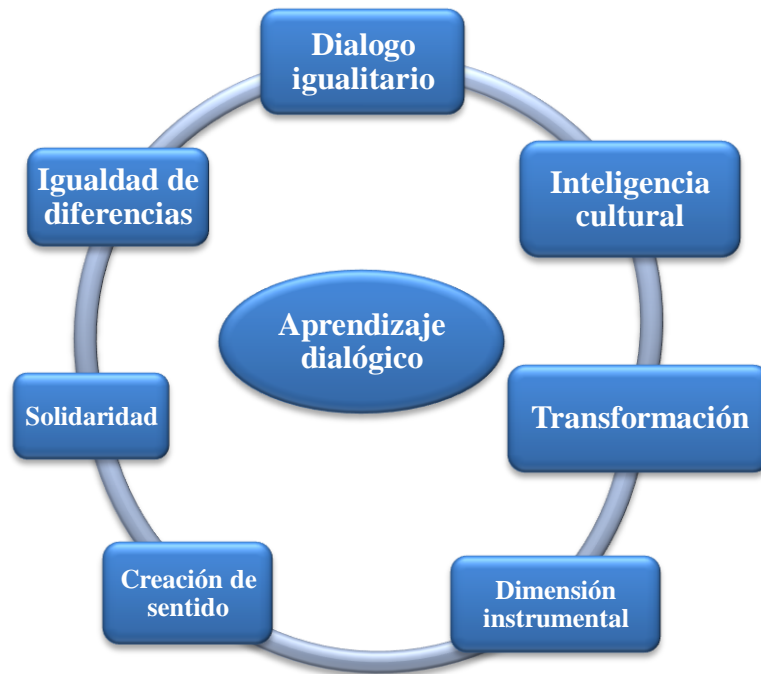 Dialogo
igualitario
Igualdad de
diferencias
Inteligencia
cultural
Aprendizaje
dialógico
Solidaridad
Transformación
Creación de
sentido
Dimensión
instrumental